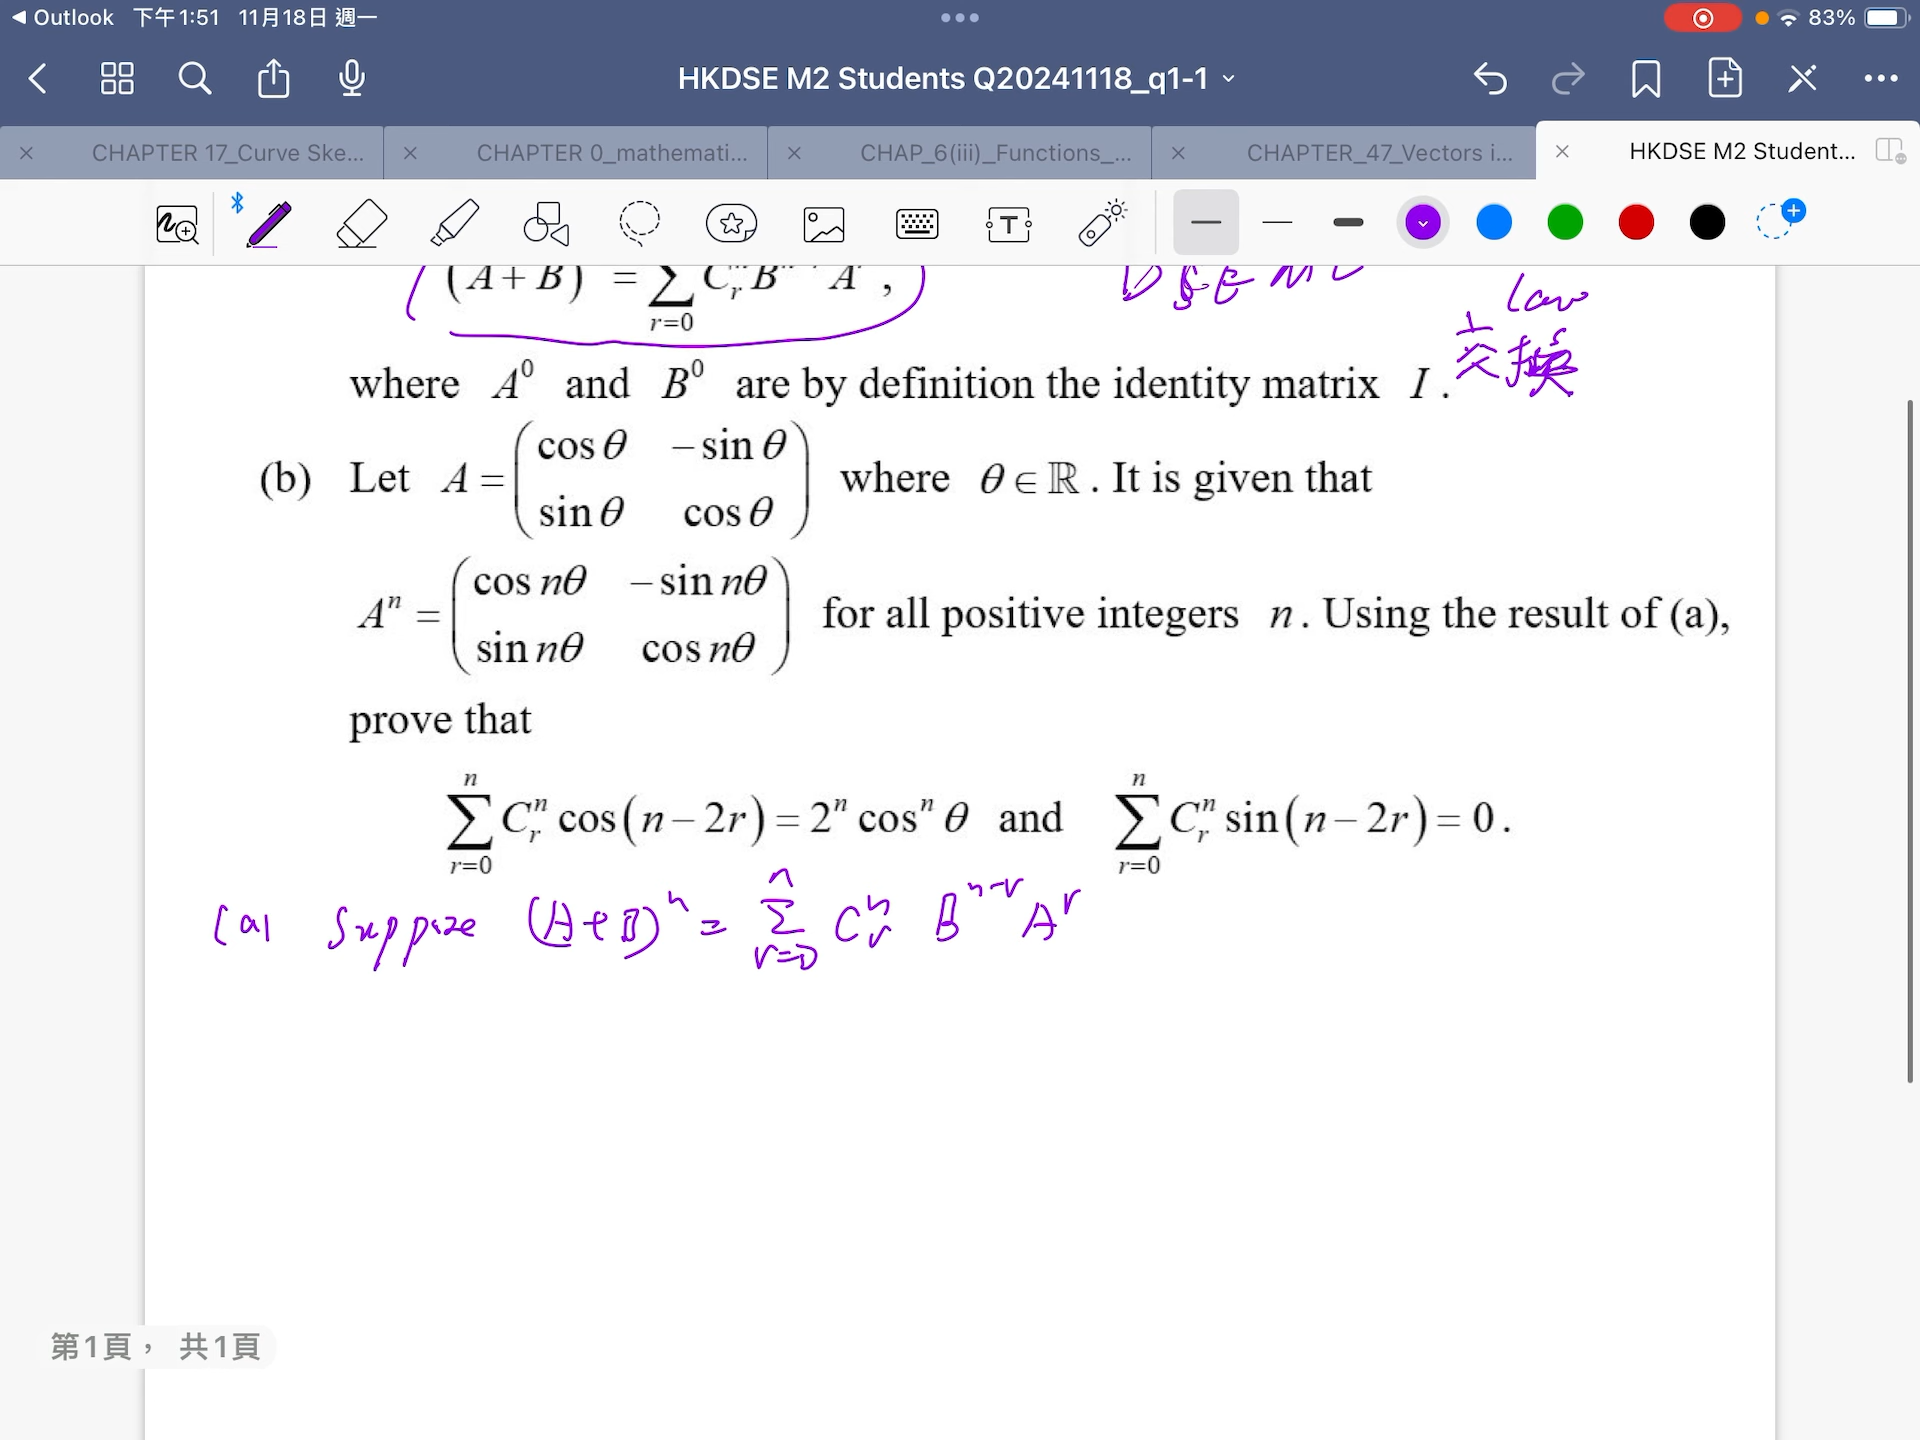 Outlook 下午1:51 11月18日 週一 83%
HKDSE M2 Students Q20241118_q1-1
CHAPTER 17_Curve Ske... CHAPTER 0_mathemati... CHAP_6(iii)_Functions_... CHAPTER_47_Vectors i... HKDSE M2 Student...
T
(A+B) = ∑ r=0 C_r B A ,
DSE M2
Law
交換
where A^0 and B^0 are by definition the identity matrix I.
(b) Let A = (cos θ −sin θ
sin θ cos θ) where θ∈ℝ. It is given that
A^n = (cos nθ −sin nθ
sin nθ cos nθ) for all positive integers n. Using the result of (a),
prove that
∑_{r=0}^{n} C_r^n cos(n−2r) = 2^n cos^n θ and ∑_{r=0}^{n} C_r^n sin(n−2r) = 0.
(a) Suppose (A+B)^n = ∑_{r=0}^{n} C_r^n B^{n-r} A^r
第1頁， 共1頁